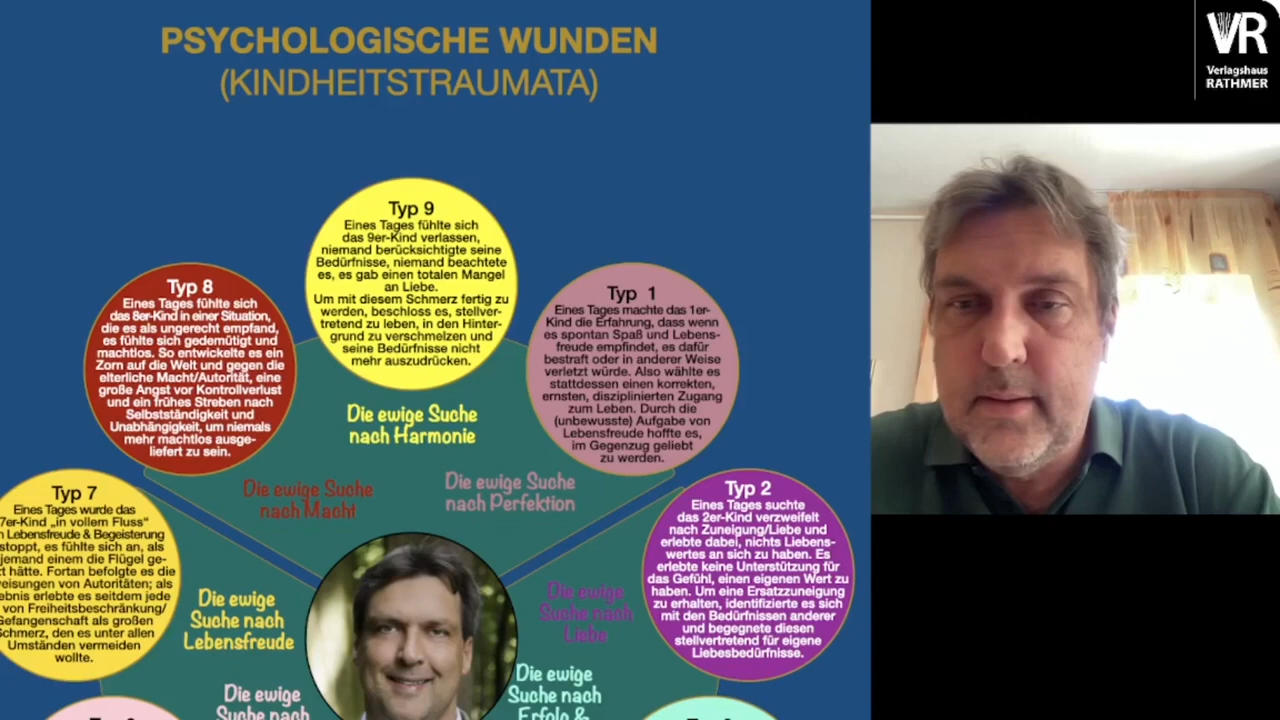 PSYCHOLOGISCHE WUNDEN
(KINDHEITSTRAUMATA)
VR
Verlagshaus
RATHMER
Typ 9
Eines Tages fühlte sich
das 9er-Kind verlassen,
niemand berücksichtigte seine
Bedürfnisse, niemand beachtete
es, es gab einen totalen Mangel
an Liebe.
Um mit diesem Schmerz fertig zu
werden, beschloss es, stellver-
tretend zu leben, in den Hinter-
grund zu verschmelzen und
seine Bedürfnisse nicht
mehr auszudrücken.
Typ 8
Eines Tages fühlte sich
das 8er-Kind in einer Situation,
die es als ungerecht empfand,
es fühlte sich gedemütigt und
machtlos. So entwickelte es ein
Zorn auf die Welt und gegen die
elterliche Macht/Autorität, eine
große Angst vor Kontrollverlust
und ein frühes Streben nach
Selbstständigkeit und
Unabhängigkeit, um niemals
mehr machtlos ausge-
liefert zu sein.
Typ 1
Eines Tages machte das 1er-
Kind die Erfahrung, dass wenn
es spontan Spaß und Lebens-
freude empfindet, es dafür
bestraft oder in anderer Weise
verletzt würde. Also wählte es
stattdessen einen korrekten,
ernsten, disziplinierten Zugang
zum Leben. Durch die
(unbewusste) Aufgabe von
Lebensfreude hoffte es,
im Gegenzug geliebt
zu werden.
Die ewige Suche
nach Harmonie
Die ewige Suche
nach Macht
Die ewige Suche
nach Perfektion
Typ 7
Eines Tages wurde das
7er-Kind „in vollem Fluss“
Lebensfreude & Begeisterung
stoppt, es fühlte sich an, als
jemand einem die Flügel ge-
t hätte. Fortan befolgte es die
eisungen von Autoritäten; als
ebnis erlebte es seitdem jede
von Freiheitsbeschränkung/
Gefangenschaft als großen
Schmerz, den es unter allen
Umständen vermeiden
wollte.
Typ 2
Eines Tages suchte
das 2er-Kind verzweifelt
nach Zuneigung/Liebe und
erlebte dabei, nichts Liebens-
wertes an sich zu haben. Es
erlebte keine Unterstützung für
das Gefühl, einen eigenen Wert zu
haben. Um eine Ersatzzuneigung
zu erhalten, identifizierte es sich
mit den Bedürfnissen anderer
und begegnete diesen
stellvertretend für eigene
Liebesbedürfnisse.
Die ewige
Suche nach
Lebensfreude
Die ewige
Suche nach
Liebe
Die ewige
Suche nach
Die ewige
Suche nach
Erfolg &